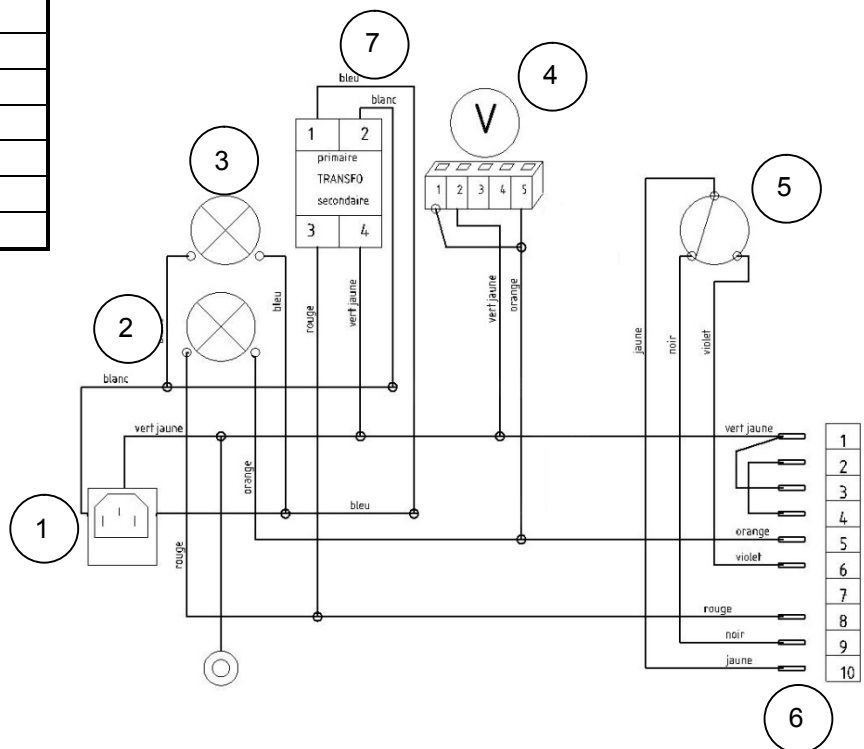 7
4
bleu
blanc
V
1 2
3
primaire
TRANSFO
secondaire
1 2 3 4 5
5
3 4
bleu
rouge
vert jaune
vert jaune
orange
jaune
noir
violet
2
blanc
vert jaune
vert jaune
1
2
orange
3
bleu
4
1
orange
5
violet
6
rouge
7
rouge
8
noir
9
jaune
10
6